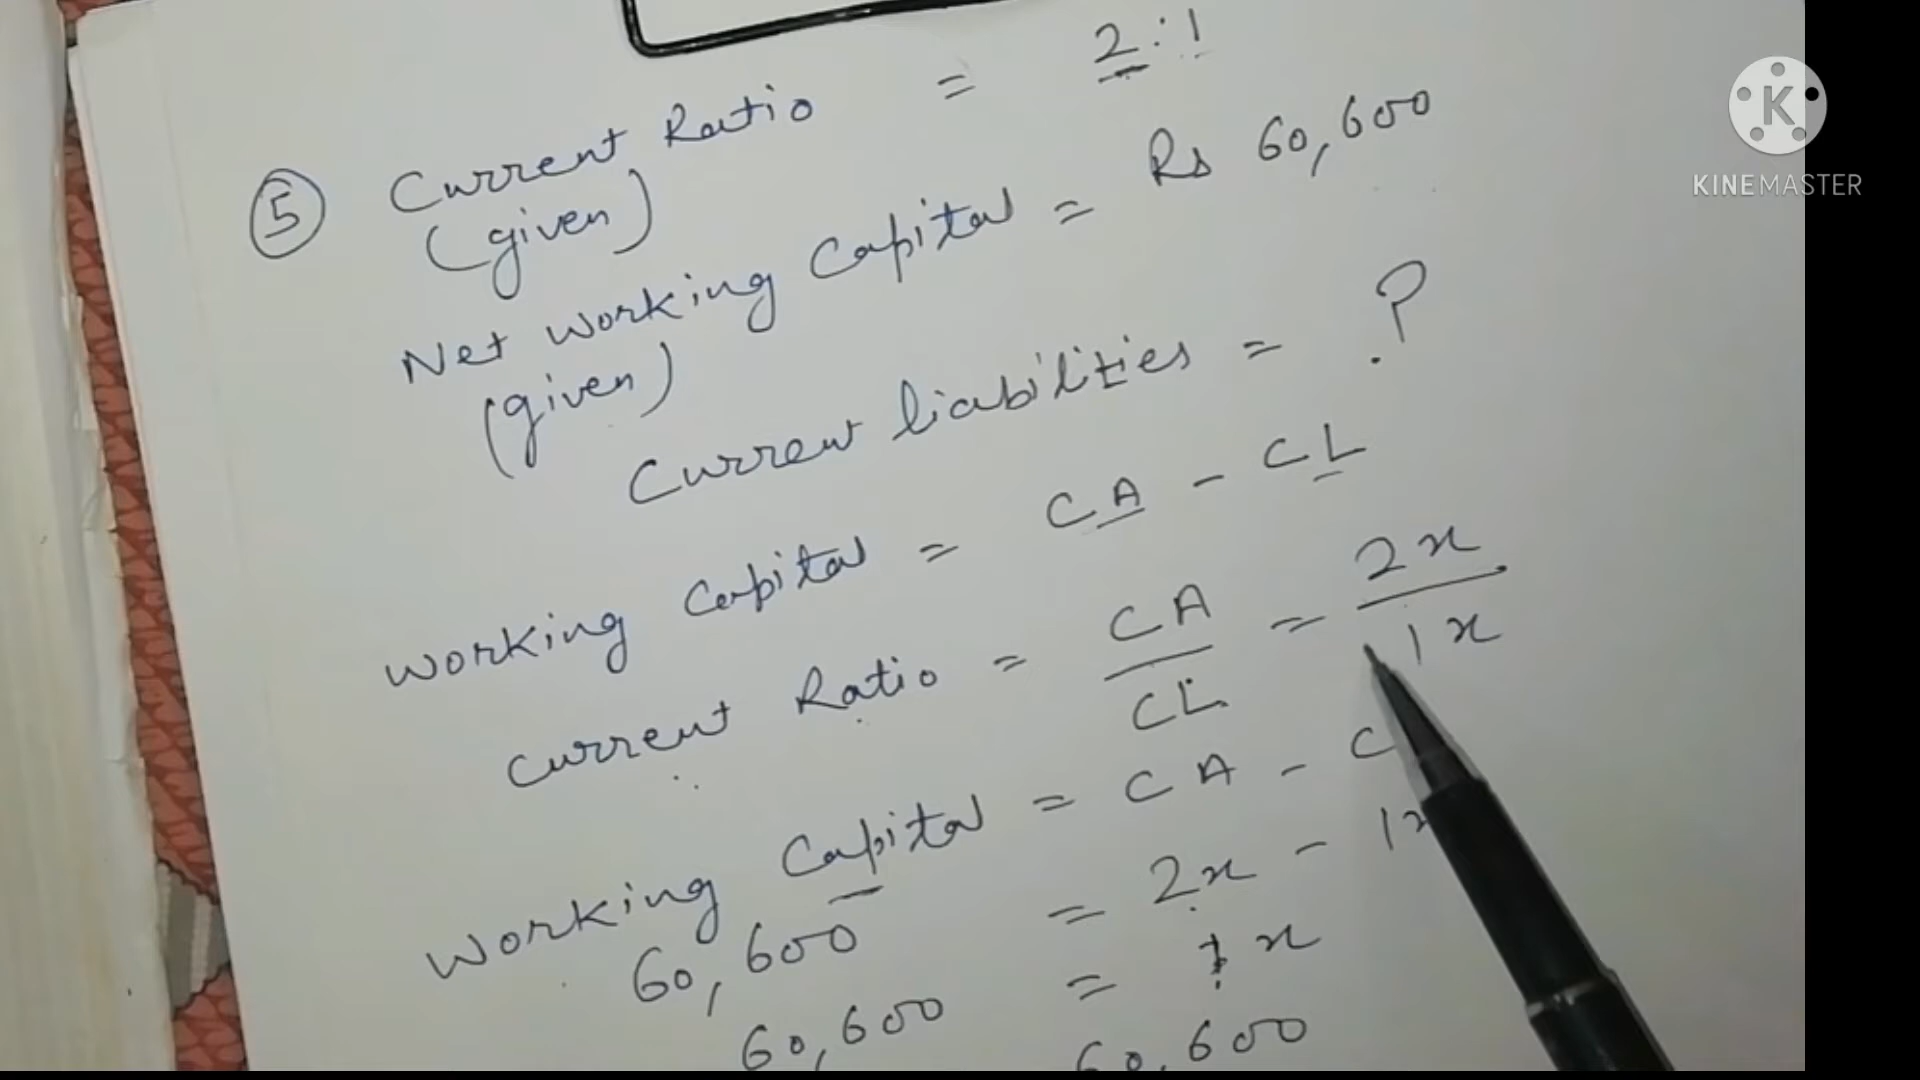 ⑤ Current Ratio = 2:1
(given)
Net Working Capital = Rs 60,600
(given)
Current liabilities = ?
Working Capital = CA - CL
Current Ratio = CA/CL = 2x/1x
Working Capital = CA - C
60,600 = 2x - 1x
60,600 = 1x
60,600
KINEMASTER